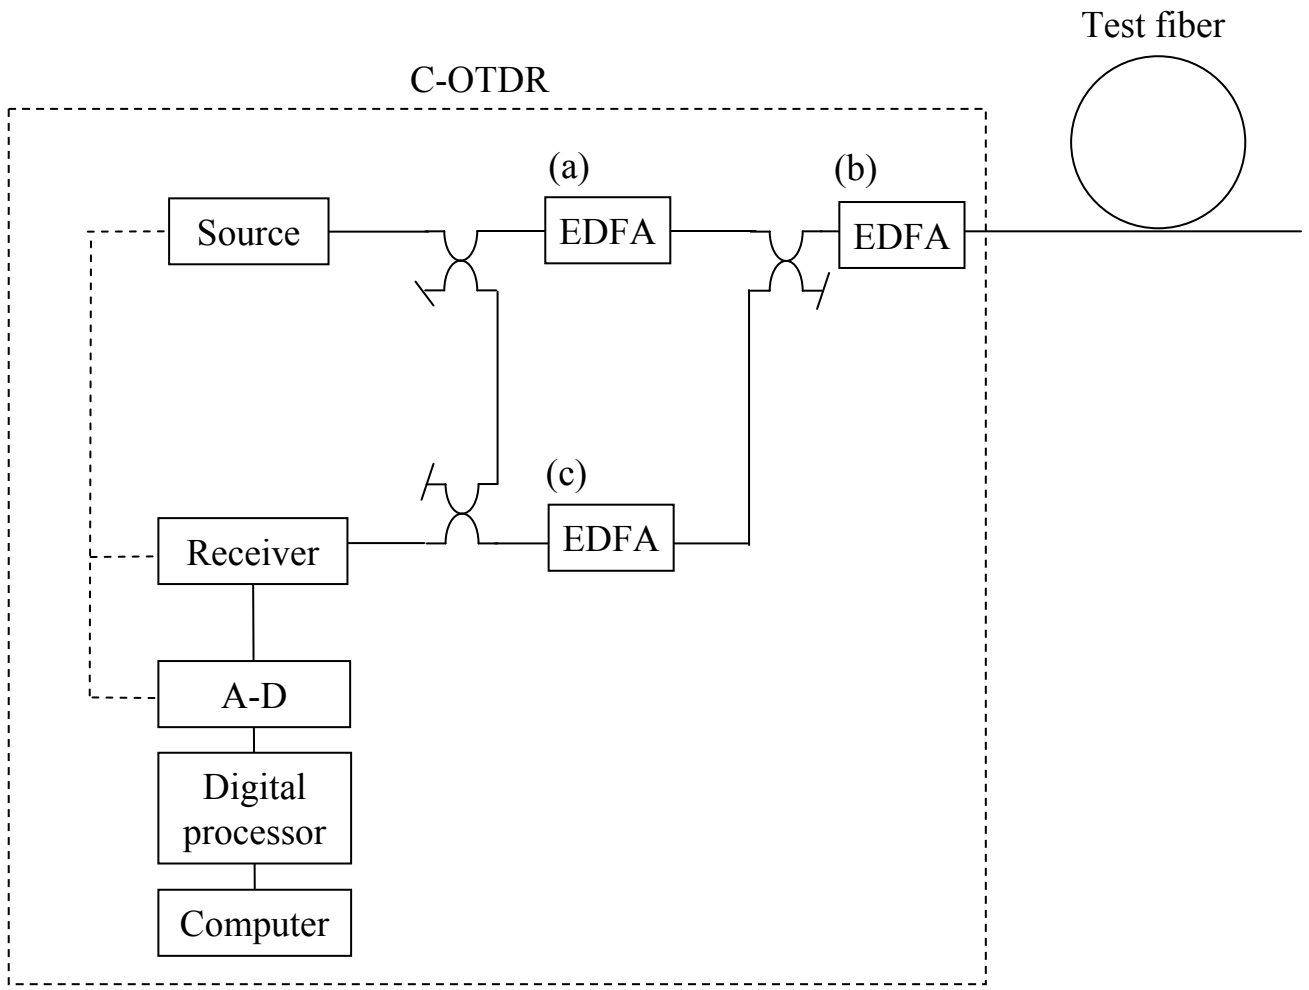 Test fiber
C-OTDR
(a)
(b)
Source
EDFA
EDFA
(c)
Receiver
EDFA
A-D
Digital
processor
Computer